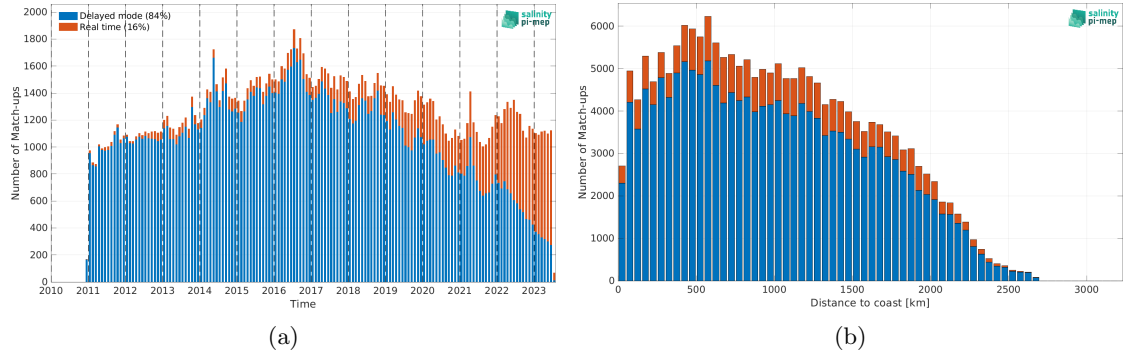 Number of Match-ups
2000
1800
1600
1400
1200
1000
800
600
400
200
0
Delayed mode (84%)
Real time (16%)
salinity
pi-mep
2010 2011 2012 2013 2014 2015 2016 2017 2018 2019 2020 2021 2022 2023
Time
(a)
Number of Match-ups
6000
5000
4000
3000
2000
1000
0
salinity
pi-mep
0 500 1000 1500 2000 2500 3000
Distance to coast [km]
(b)